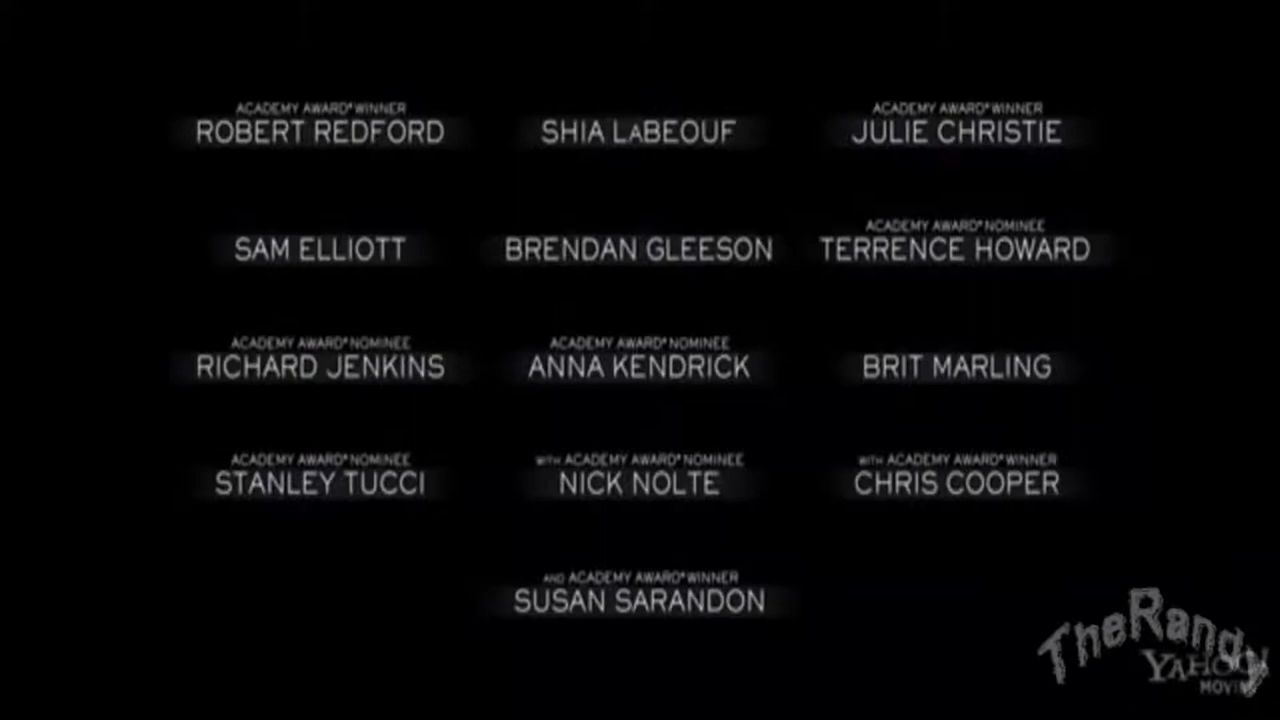 ACADEMY AWARD® WINNER
ROBERT REDFORD
SHIA LABEOUF
ACADEMY AWARD® WINNER
JULIE CHRISTIE
SAM ELLIOTT
BRENDAN GLEESON
ACADEMY AWARD® NOMINEE
TERRENCE HOWARD
ACADEMY AWARD® NOMINEE
RICHARD JENKINS
ACADEMY AWARD® NOMINEE
ANNA KENDRICK
BRIT MARLING
ACADEMY AWARD® NOMINEE
STANLEY TUCCI
WITH ACADEMY AWARD® NOMINEE
NICK NOLTE
WITH ACADEMY AWARD® WINNER
CHRIS COOPER
AND ACADEMY AWARD® WINNER
SUSAN SARANDON
TheRandy
YAHOO!